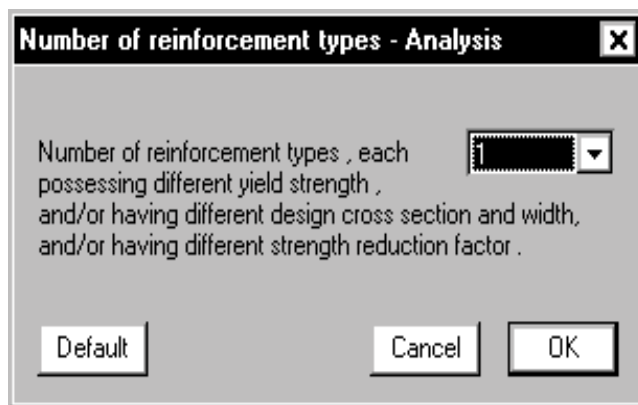 Number of reinforcement types - Analysis
Number of reinforcement types , each
1
possessing different yield strength ,
and/or having different design cross section and width,
and/or having different strength reduction factor .
Default Cancel OK